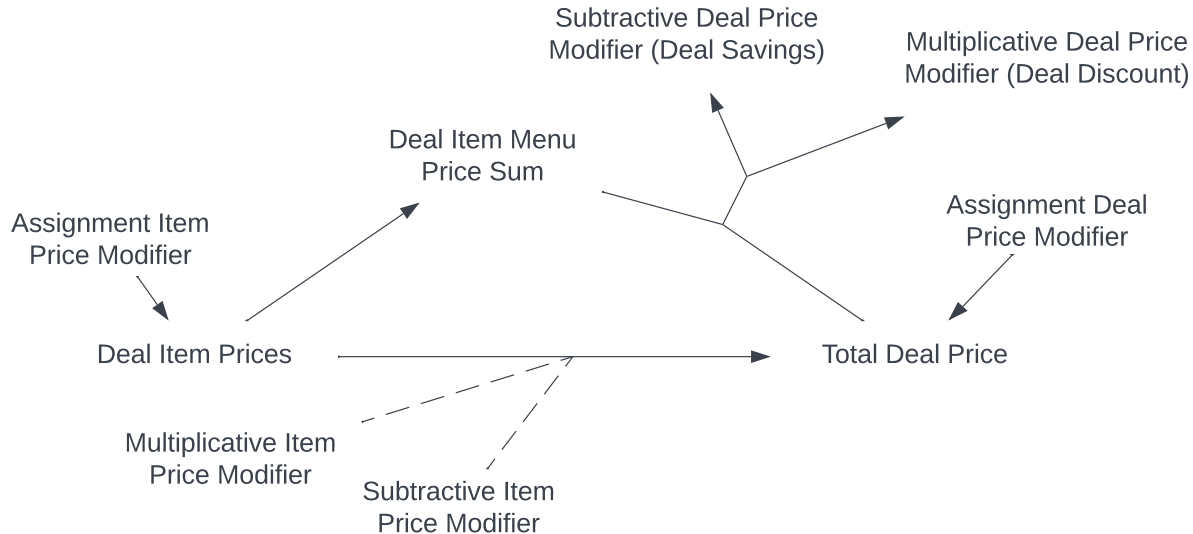 Subtractive Deal Price
Modifier (Deal Savings)
Multiplicative Deal Price
Modifier (Deal Discount)
Deal Item Menu
Price Sum
Assignment Item
Price Modifier
Assignment Deal
Price Modifier
Deal Item Prices
Total Deal Price
Multiplicative Item
Price Modifier
Subtractive Item
Price Modifier